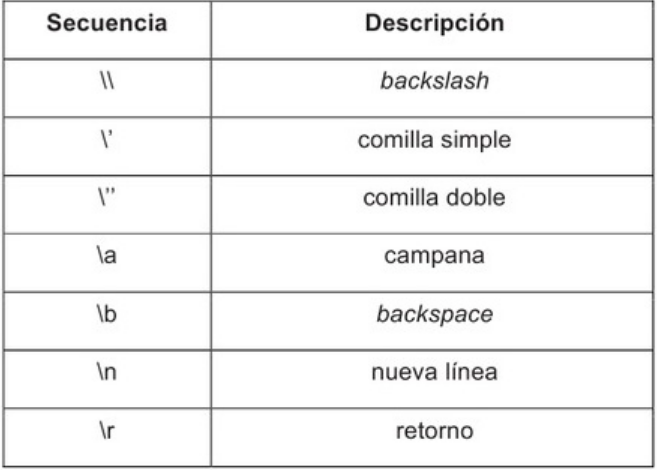 Secuencia Descripción
\\ backslash
\’ comilla simple
\’’ comilla doble
\a campana
\b backspace
\n nueva línea
\r retorno